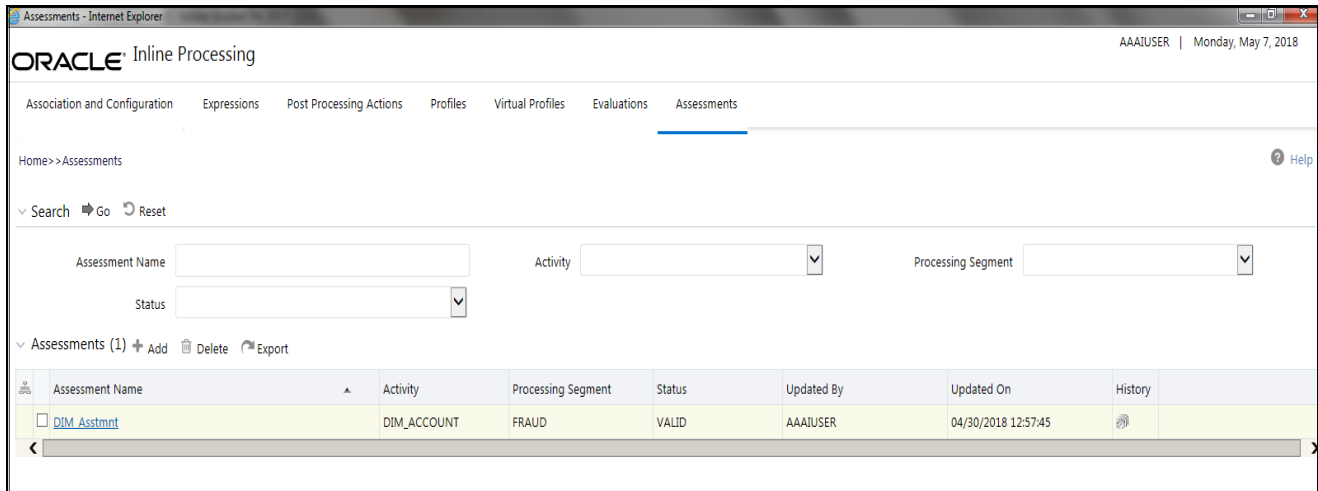 Assessments - Internet Explorer
ORACLE® Inline Processing
AAAIUSER | Monday, May 7, 2018
Association and Configuration Expressions Post Processing Actions Profiles Virtual Profiles Evaluations Assessments
Home>>Assessments
Help
Search Go Reset
Assessment Name Activity Processing Segment
Status
Assessments (1) Add Delete Export
Assessment Name Activity Processing Segment Status Updated By Updated On History
DIM_Asstmnt DIM_ACCOUNT FRAUD VALID AAAIUSER 04/30/2018 12:57:45